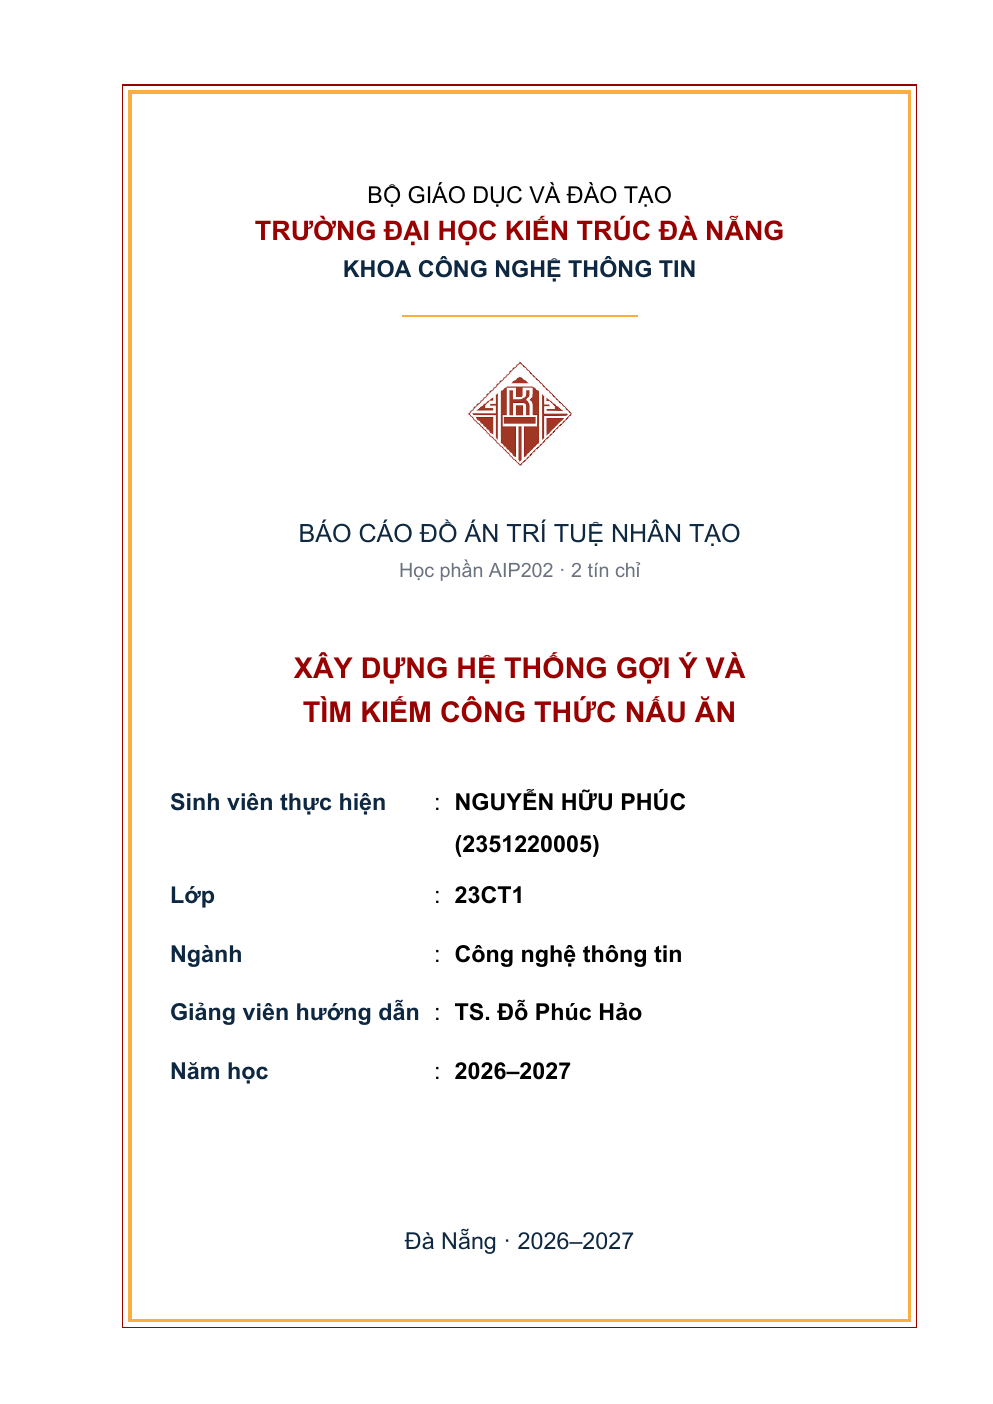 BỘ GIÁO DỤC VÀ ĐÀO TẠO
TRƯỜNG ĐẠI HỌC KIẾN TRÚC ĐÀ NẴNG
KHOA CÔNG NGHỆ THÔNG TIN
BÁO CÁO ĐỒ ÁN TRÍ TUỆ NHÂN TẠO
Học phần AIP202 · 2 tín chỉ
XÂY DỰNG HỆ THỐNG GỢI Ý VÀ
TÌM KIẾM CÔNG THỨC NẤU ĂN
Sinh viên thực hiện : NGUYỄN HỮU PHÚC
(2351220005)
Lớp : 23CT1
Ngành : Công nghệ thông tin
Giảng viên hướng dẫn : TS. Đỗ Phúc Hảo
Năm học : 2026–2027
Đà Nẵng · 2026–2027